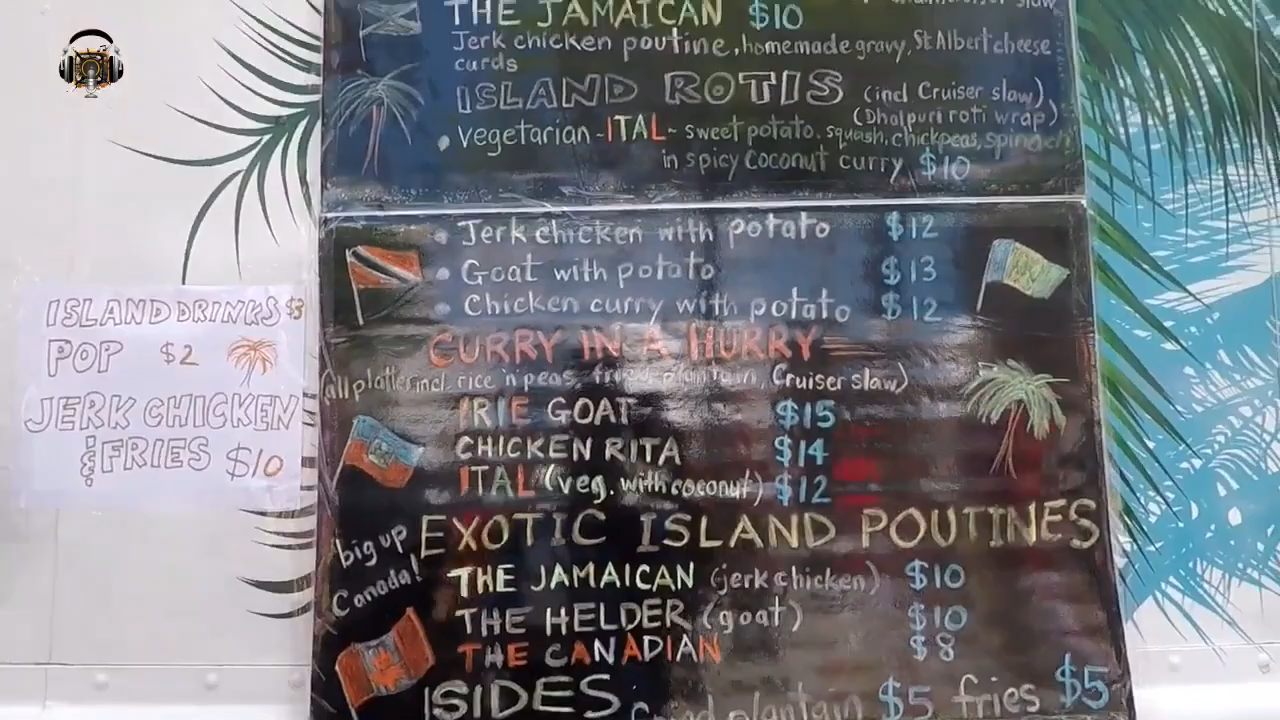 THE JAMAICAN $10 slaw
Jerk chicken poutine, homemade gravy, St Albert cheese
curds
ISLAND ROTIS (incl Cruiser slaw)
(Dhalpuri roti wrap)
• Vegetarian - ITAL - sweet potato, squash, chickpeas, spinach
in spicy coconut curry $10
• Jerk chicken with potato $12
• Goat with potato $13
• Chicken curry with potato $12
CURRY IN A HURRY
(all platters incl. rice 'n' peas, fried plantain, Cruiser slaw)
IRIE GOAT $15
CHICKEN RITA $14
ITAL (veg. with coconut) $12
EXOTIC ISLAND POUTINES
big up
Canada!
THE JAMAICAN (jerk chicken) $10
THE HELDER (goat) $10
THE CANADIAN $8
SIDES fried plantain $5 fries $5
ISLAND DRINKS $3
POP $2
JERK CHICKEN
& FRIES $10